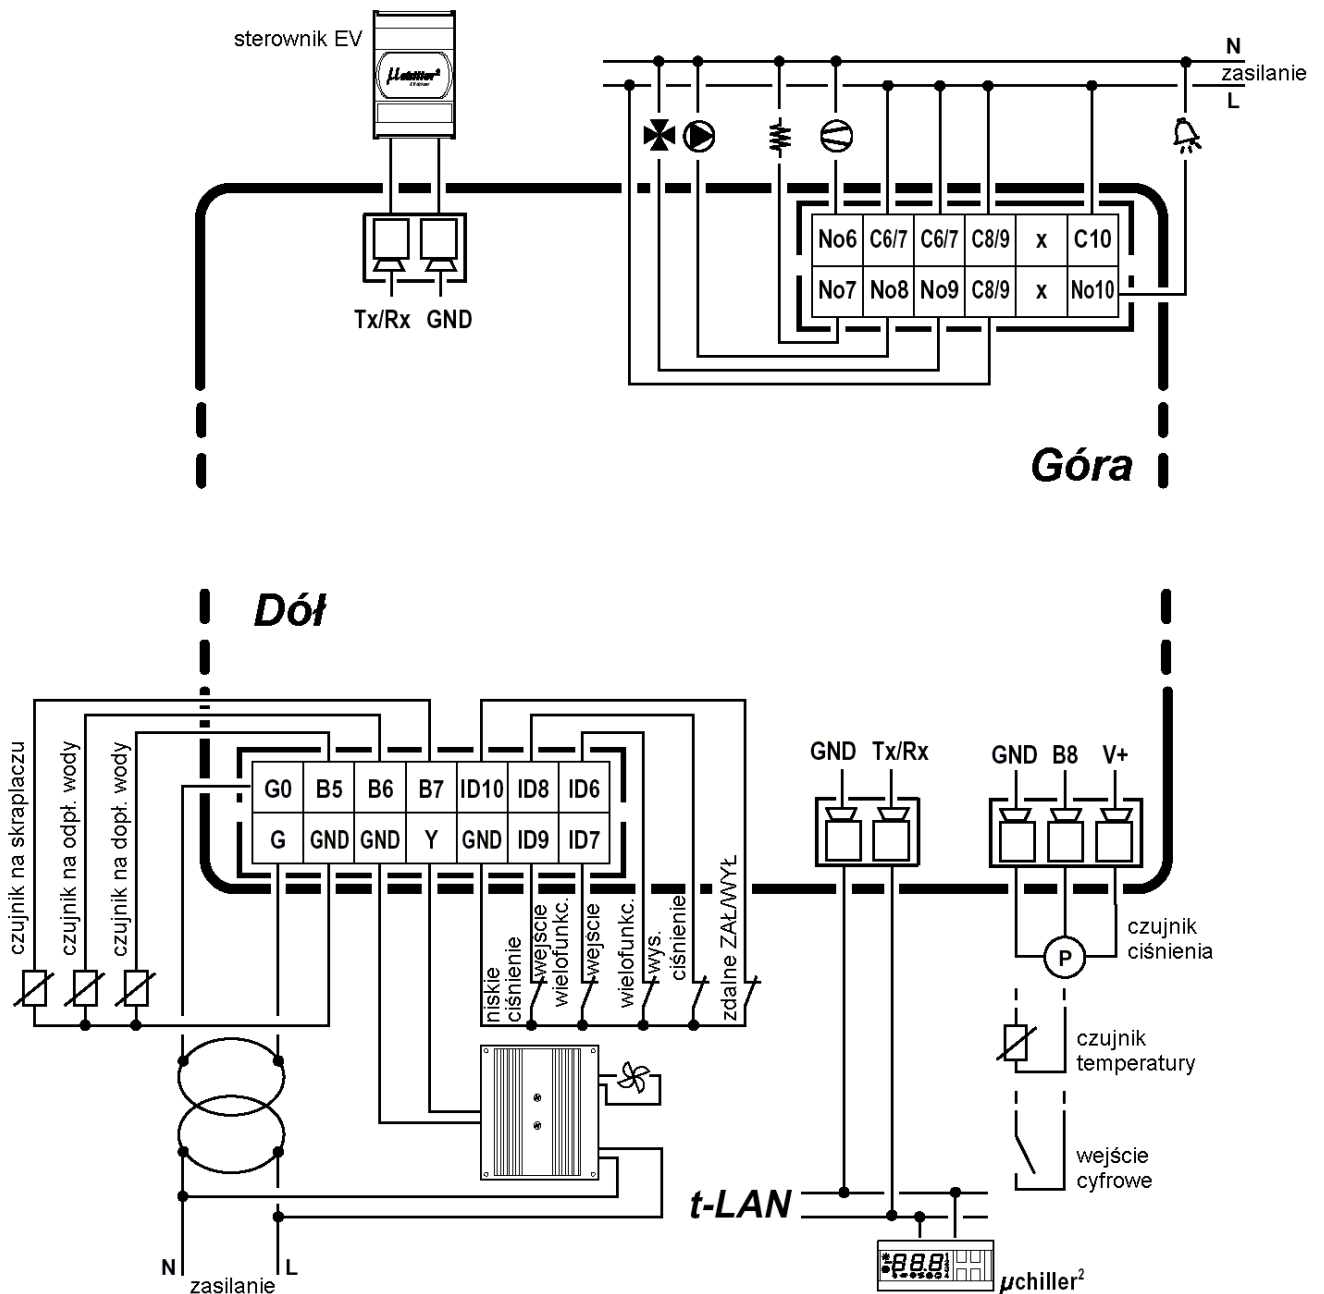 sterownik EV
µchiller²
N
zasilanie
L
No6 C6/7 C6/7 C8/9 x C10
No7 No8 No9 C8/9 x No10
Tx/Rx GND
Góra
Dół
czujnik na skraplaczu
czujnik na odpł. wody
czujnik na dopł. wody
G0 B5 B6 B7 ID10 ID8 ID6
G GND GND Y GND ID9 ID7
niskie
ciśnienie
wejście
wielofunkc.
wejście
wielofunkc.
wys.
ciśnienie
zdalne ZAŁ/WYŁ
GND Tx/Rx
GND B8 V+
czujnik
ciśnienia
P
czujnik
temperatury
wejście
cyfrowe
t-LAN
N L
zasilanie
µchiller²